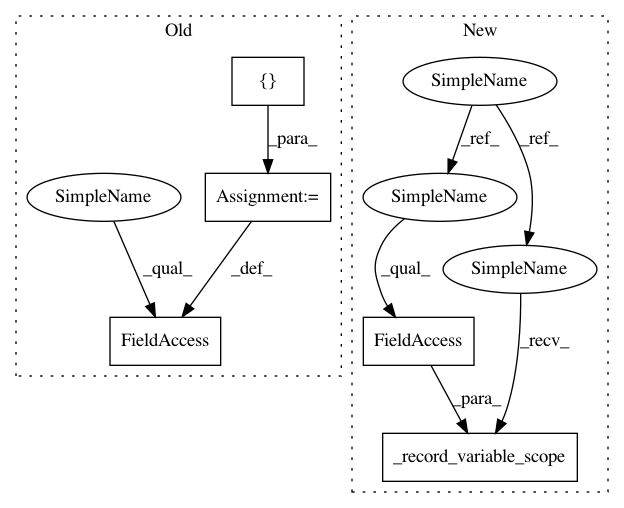 Old
New
{}
SimpleName
_para_
_ref_
_ref_
SimpleName
Assignment:=
SimpleName
SimpleName
_qual_
_def_
_qual_
FieldAccess
FieldAccess
_recv_
_para_
_record_variable_scope